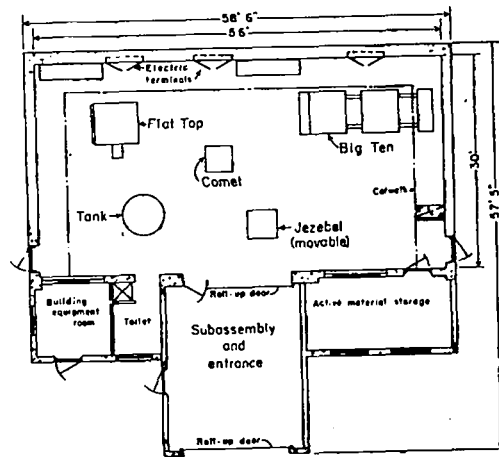 58' 6"
56'
Electric
terminals
Flat Top
Big Ten
Comet
30'
57' 5"
Catwalk
Tank
Jezebel
(movable)
Roll-up door
Building
equipment
room
Toilet
Active material storage
Subassembly
and
entrance
Roll-up door